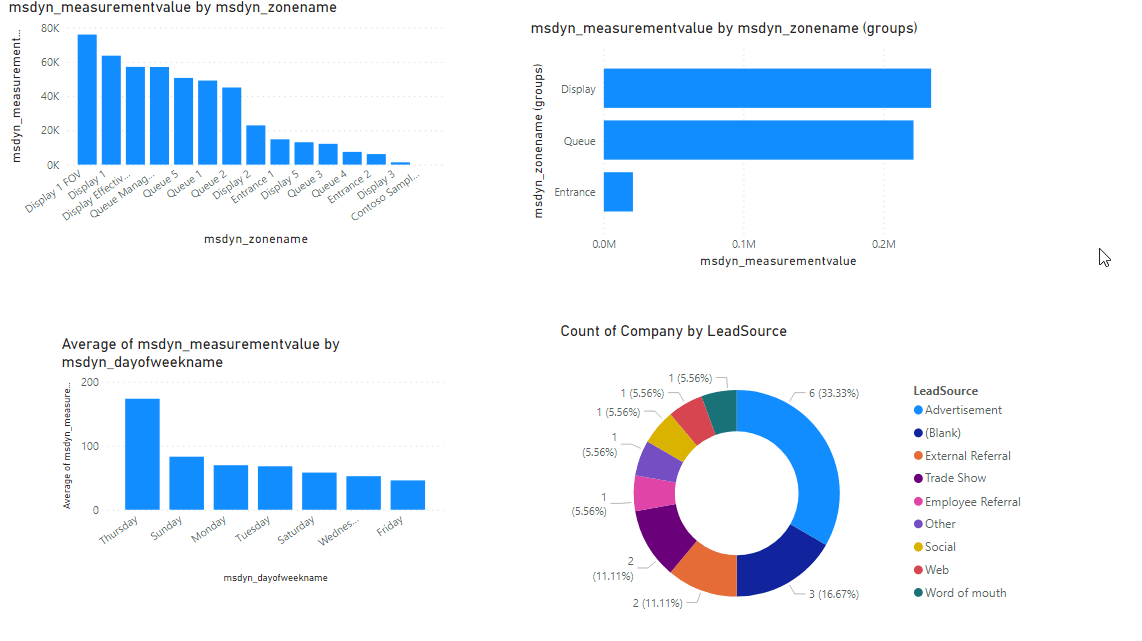 msdyn_measurementvalue by msdyn_zonename
msdyn_measurement...
80K
60K
40K
20K
0K
Display 1 FOV
Display 1
Display Effectiv...
Queue Manag...
Queue 5
Queue 1
Queue 2
Display 2
Entrance 1
Display 5
Queue 3
Queue 4
Entrance 2
Display 3
Contoso Sampl...
msdyn_zonename
msdyn_measurementvalue by msdyn_zonename (groups)
msdyn_zonename (groups)
Display
Queue
Entrance
0.0M
0.1M
0.2M
msdyn_measurementvalue
Average of msdyn_measurementvalue by
msdyn_dayofweekname
Average of msdyn_measure...
200
100
0
Thursday
Sunday
Monday
Tuesday
Saturday
Wednes...
Friday
msdyn_dayofweekname
Count of Company by LeadSource
6 (33.33%)
3 (16.67%)
2 (11.11%)
2
(11.11%)
1
(5.56%)
1
(5.56%)
1 (5.56%)
1 (5.56%)
1 (5.56%)
LeadSource
Advertisement
(Blank)
External Referral
Trade Show
Employee Referral
Other
Social
Web
Word of mouth